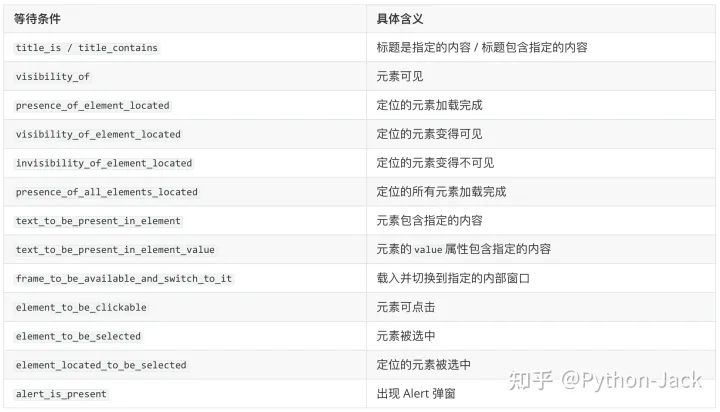 等待条件 具体含义
title_is / title_contains 标题是指定的内容 / 标题包含指定的内容
visibility_of 元素可见
presence_of_element_located 定位的元素加载完成
visibility_of_element_located 定位的元素变得可见
invisibility_of_element_located 定位的元素变得不可见
presence_of_all_elements_located 定位的所有元素加载完成
text_to_be_present_in_element 元素包含指定的内容
text_to_be_present_in_element_value 元素的 value 属性包含指定的内容
frame_to_be_available_and_switch_to_it 载入并切换到指定的内部窗口
element_to_be_clickable 元素可点击
element_to_be_selected 元素被选中
element_located_to_be_selected 定位的元素被选中
alert_is_present 出现 Alert 弹窗
知乎 @Python-Jack